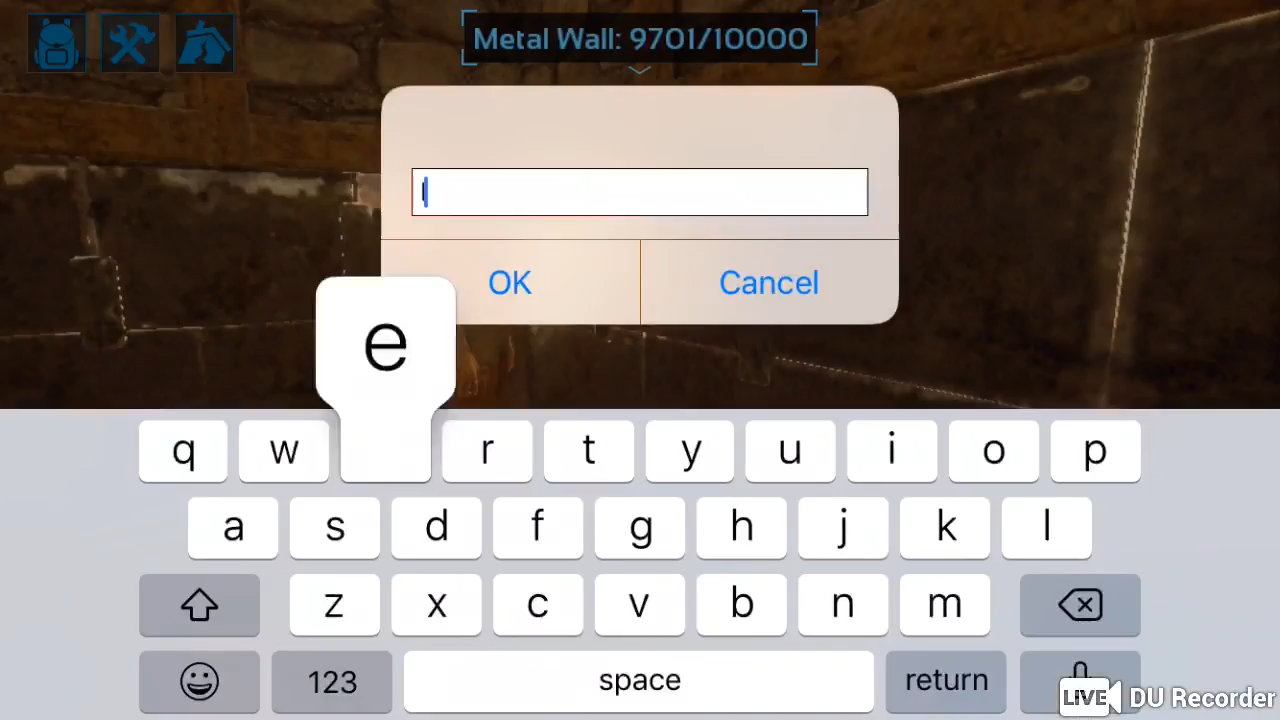 Metal Wall: 9701/10000
l
OK
Cancel
e
q w r t y u i o p
a s d f g h j k l
z x c v b n m
123 space return
LIVE DU Recorder